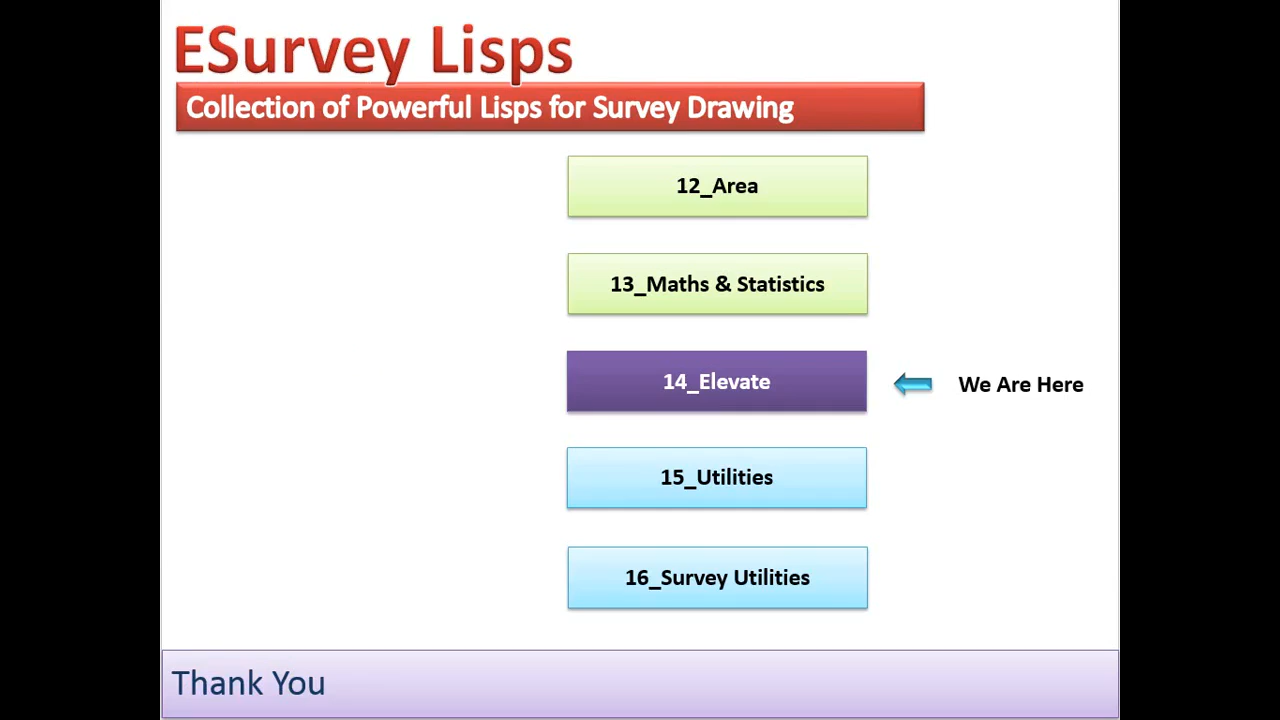 ESurvey Lisps
Collection of Powerful Lisps for Survey Drawing
12_Area
13_Maths & Statistics
14_Elevate
We Are Here
15_Utilities
16_Survey Utilities
Thank You